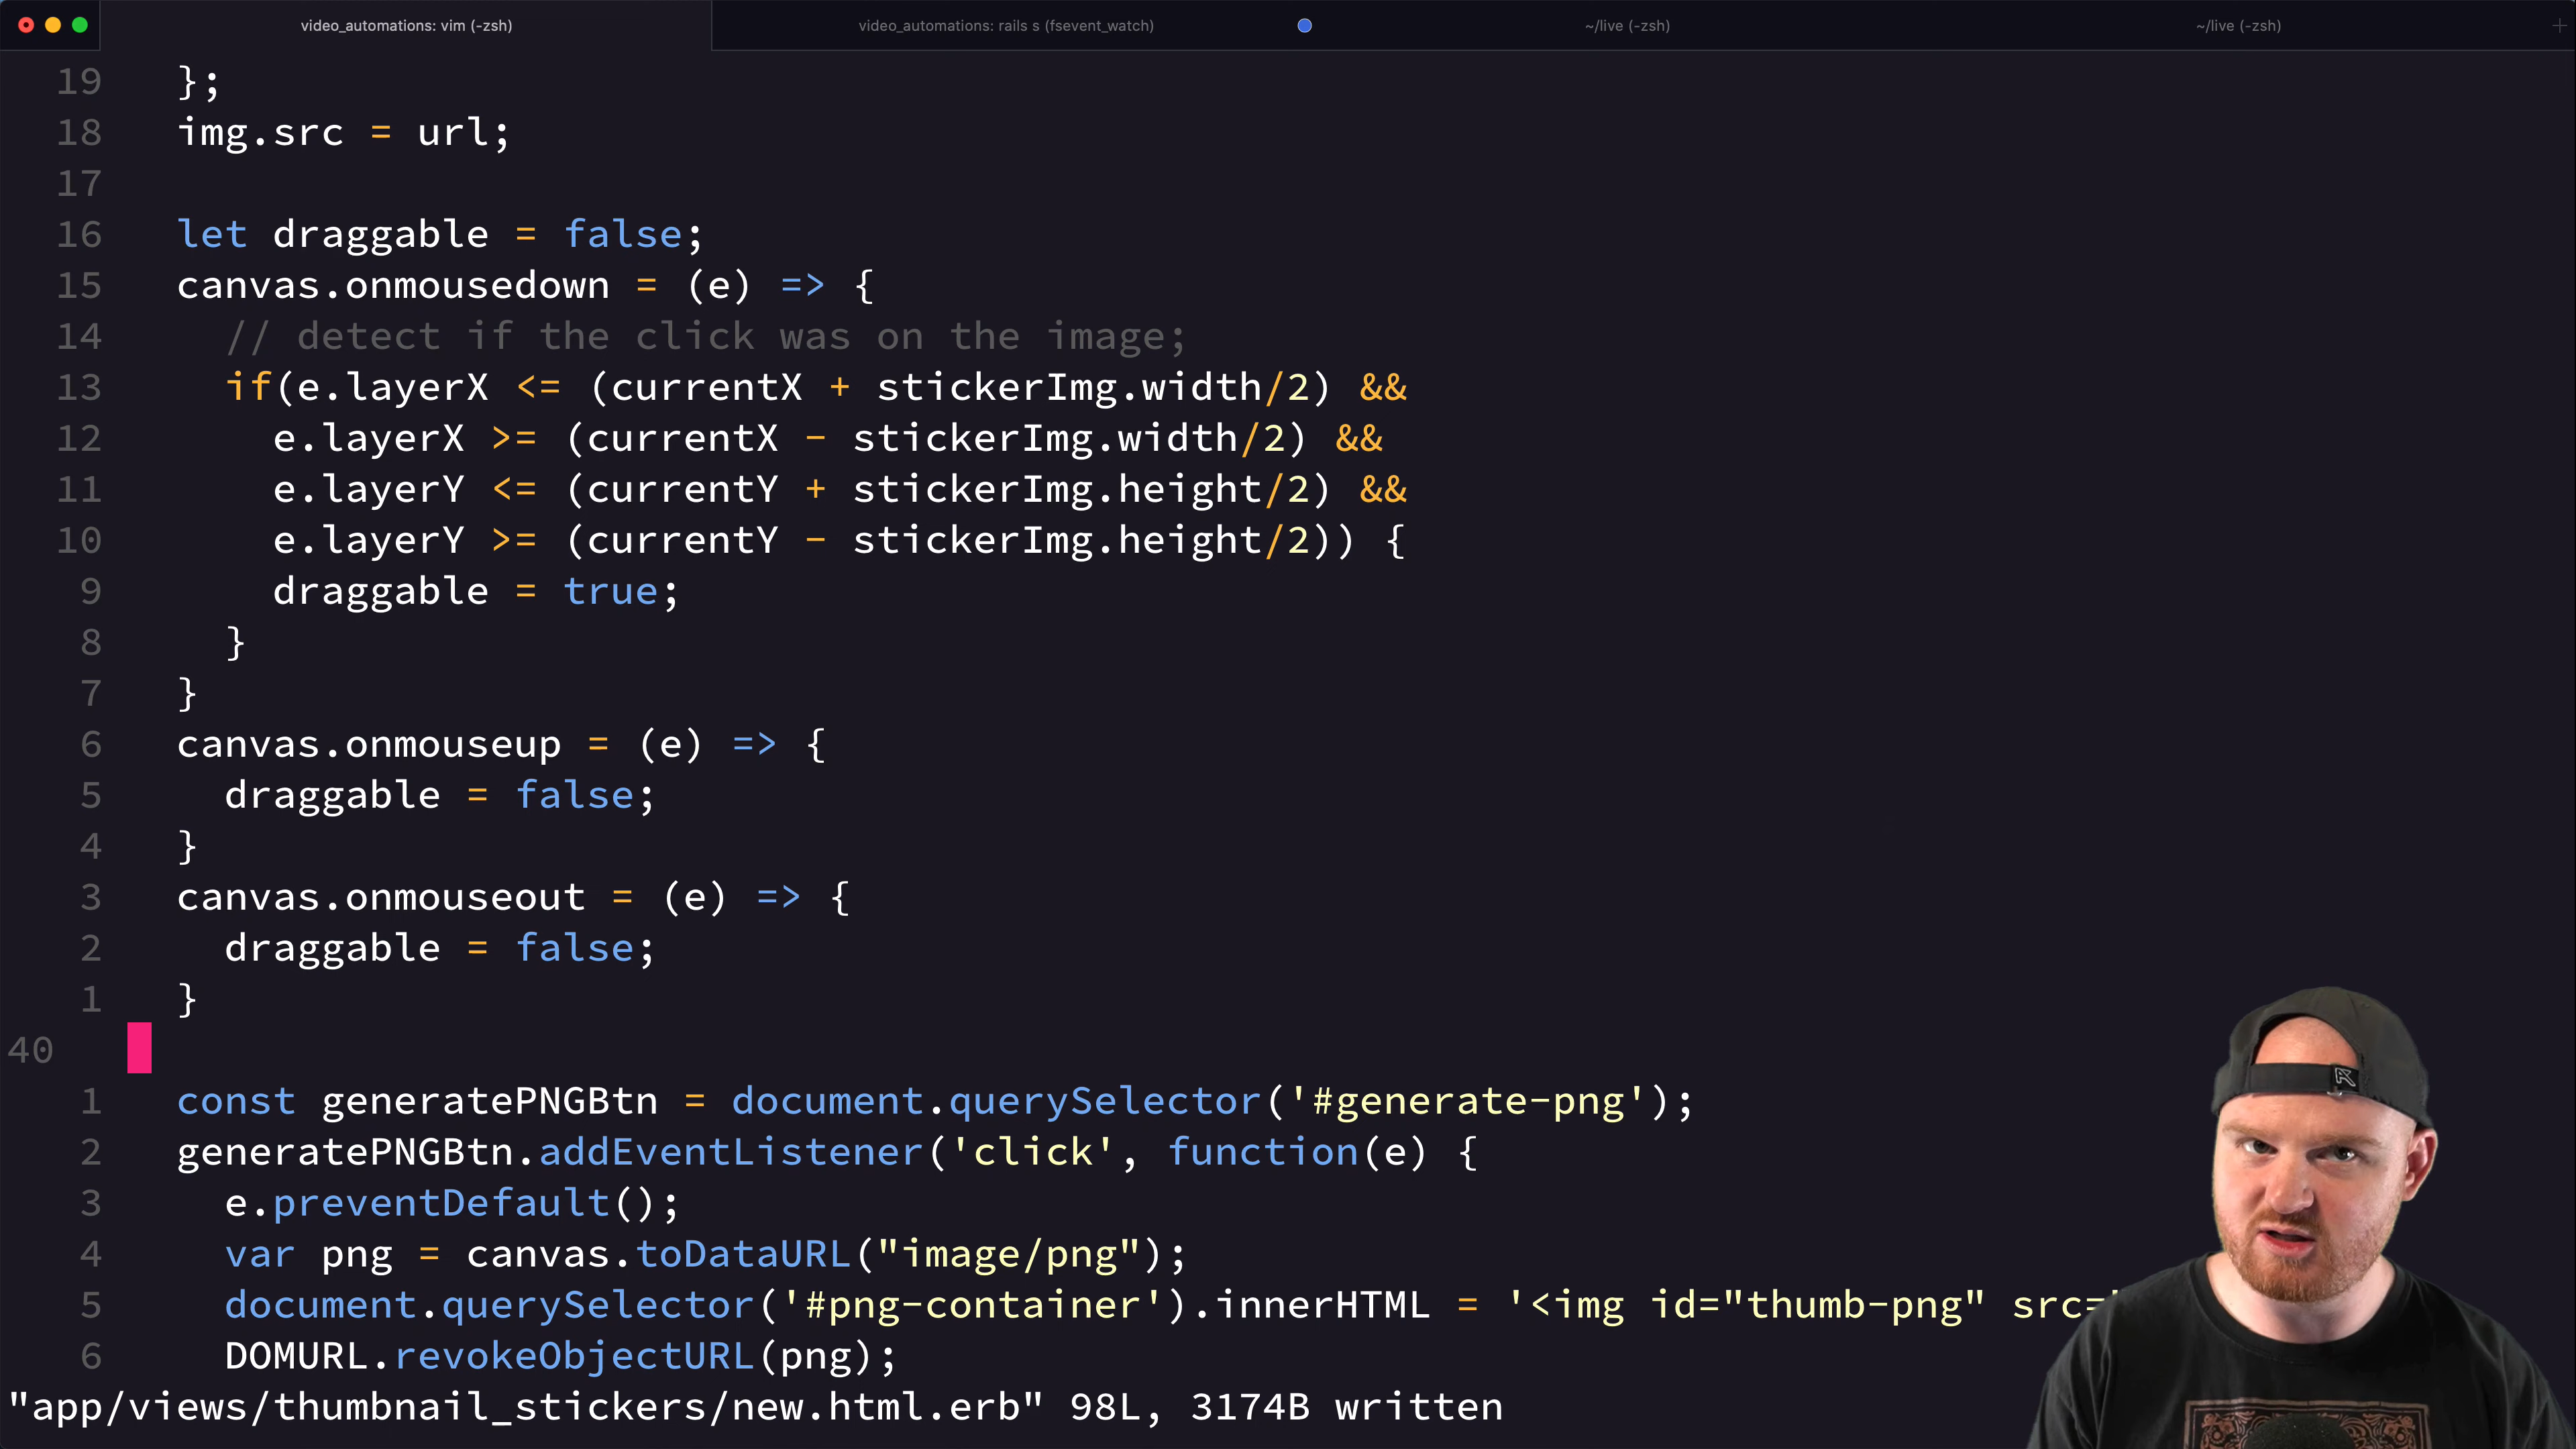 video_automations: vim (-zsh)
video_automations: rails s (fsevent_watch)
~/live (-zsh)
~/live (-zsh)
19 };
18 img.src = url;
17
16 let draggable = false;
15 canvas.onmousedown = (e) => {
14 // detect if the click was on the image;
13 if(e.layerX <= (currentX + stickerImg.width/2) &&
12 e.layerX >= (currentX - stickerImg.width/2) &&
11 e.layerY <= (currentY + stickerImg.height/2) &&
10 e.layerY >= (currentY - stickerImg.height/2)) {
9 draggable = true;
8 }
7 }
6 canvas.onmouseup = (e) => {
5 draggable = false;
4 }
3 canvas.onmouseout = (e) => {
2 draggable = false;
1 }
40
1 const generatePNGBtn = document.querySelector('#generate-png');
2 generatePNGBtn.addEventListener('click', function(e) {
3 e.preventDefault();
4 var png = canvas.toDataURL("image/png");
5 document.querySelector('#png-container').innerHTML = '<img id="thumb-png" src=
6 DOMURL.revokeObjectURL(png);
"app/views/thumbnail_stickers/new.html.erb" 98L, 3174B written